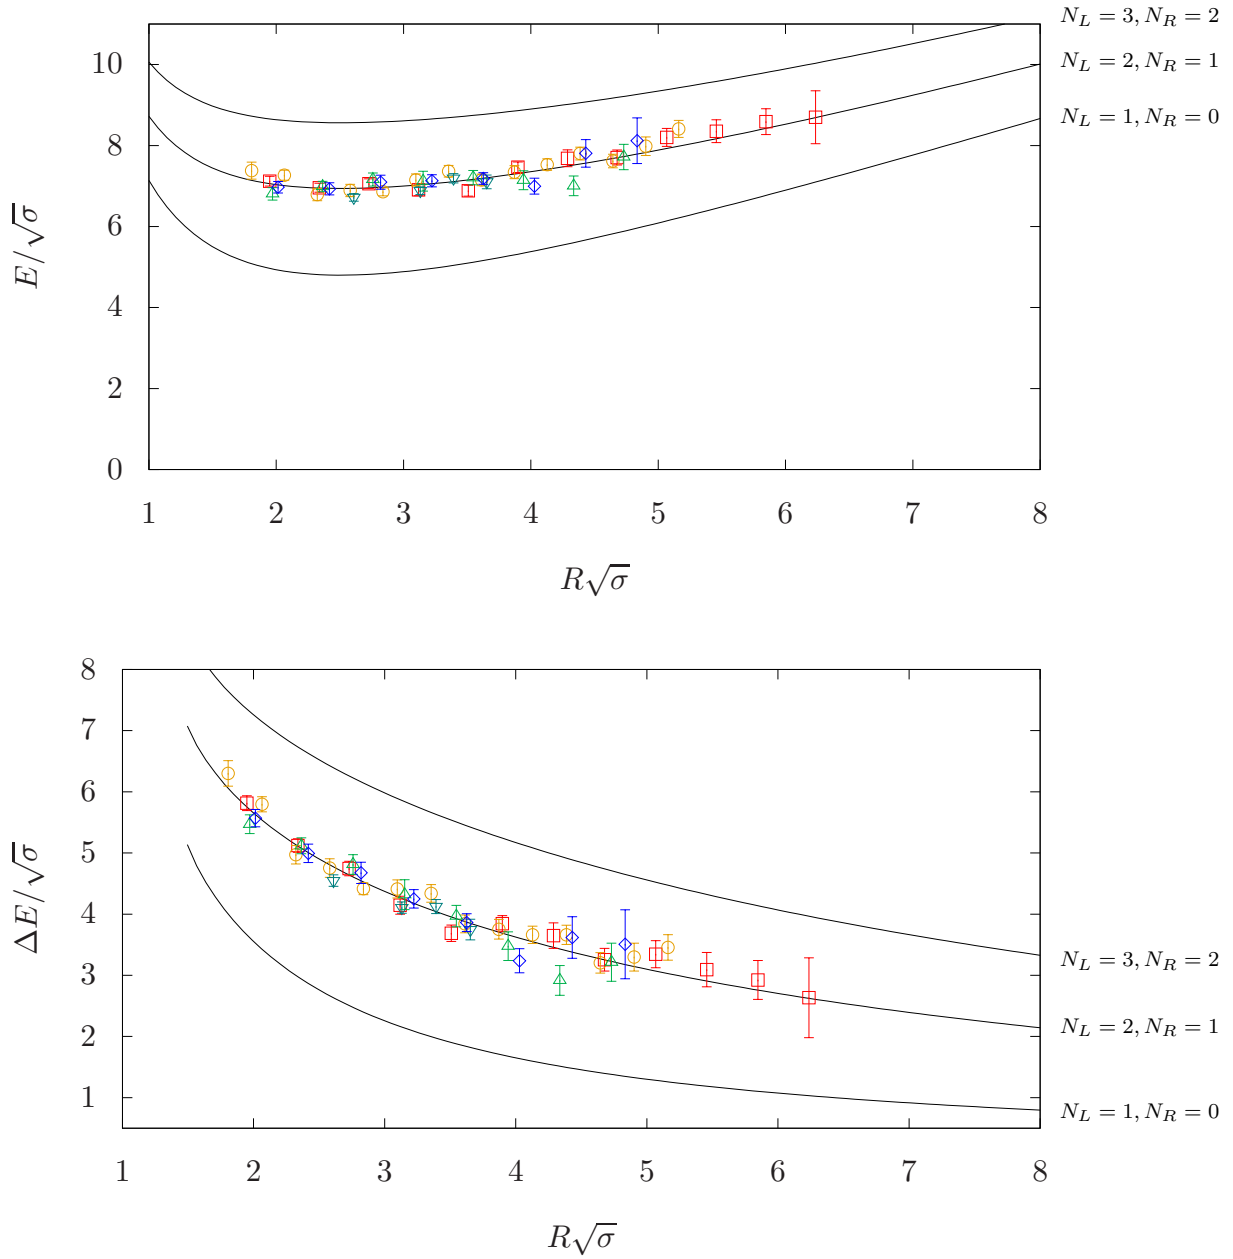 N_L = 3, N_R = 2
N_L = 2, N_R = 1
N_L = 1, N_R = 0
10
8
6
4
2
0
E/√σ
1 2 3 4 5 6 7 8
R√σ
8
7
6
5
4
3
2
1
ΔE/√σ
N_L = 3, N_R = 2
N_L = 2, N_R = 1
N_L = 1, N_R = 0
1 2 3 4 5 6 7 8
R√σ